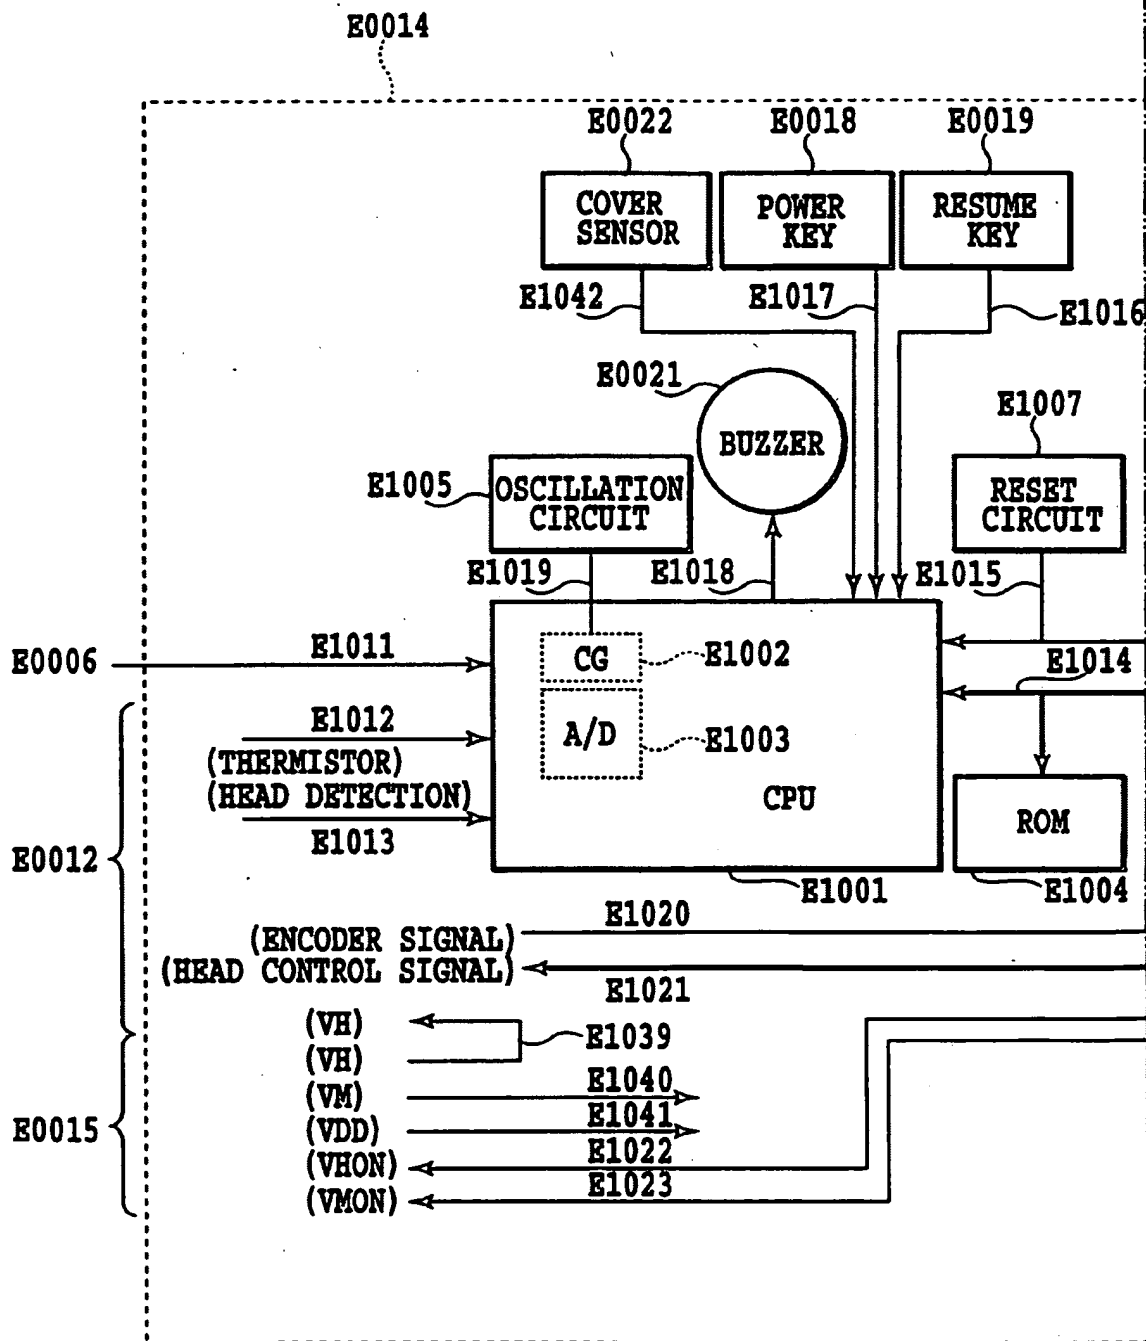 E0014
E0022 E0018 E0019
COVER SENSOR
POWER KEY
RESUME KEY
E1042 E1017 E1016
E0021
BUZZER
E1007
E1005
OSCILLATION CIRCUIT
RESET CIRCUIT
E1019 E1018 E1015
E0006 E1011
CG E1002
E1014
E1012
A/D E1003
(THERMISTOR)
(HEAD DETECTION)
CPU
ROM
E1013
E0012
E1001 E1004
E1020
(ENCODER SIGNAL)
(HEAD CONTROL SIGNAL)
E1021
(VH)
E1039
(VH)
E1040
(VM)
E1041
E0015
(VDD)
E1022
(VHON)
E1023
(VMON)